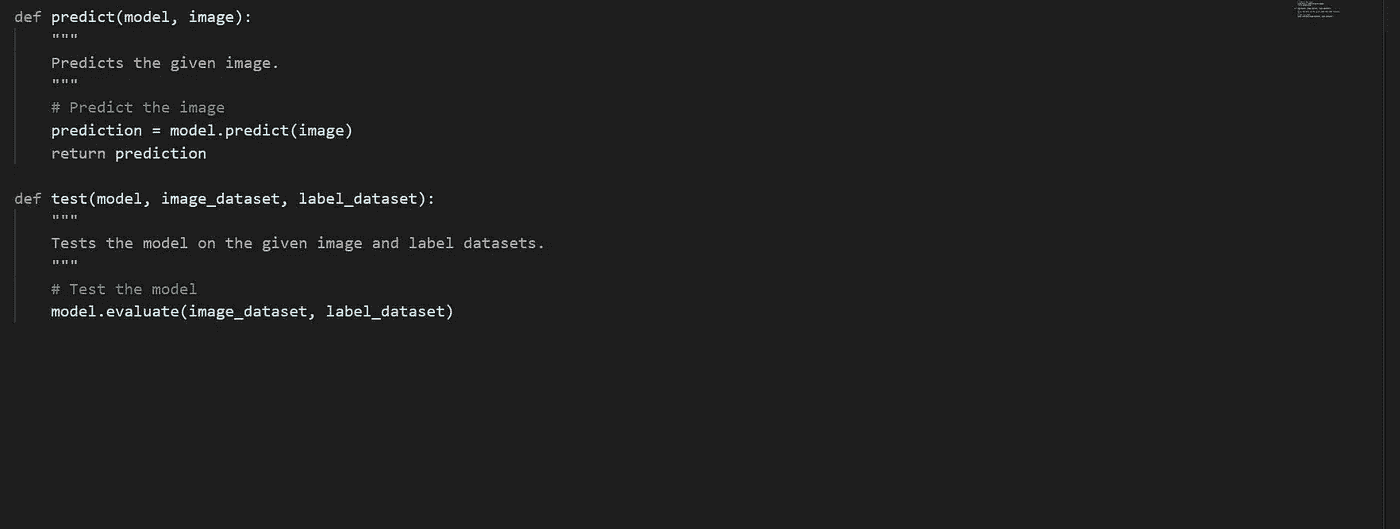 def predict(model, image):
    """
    Predicts the given image.
    """
    # Predict the image
    prediction = model.predict(image)
    return prediction

def test(model, image_dataset, label_dataset):
    """
    Tests the model on the given image and label datasets.
    """
    # Test the model
    model.evaluate(image_dataset, label_dataset)